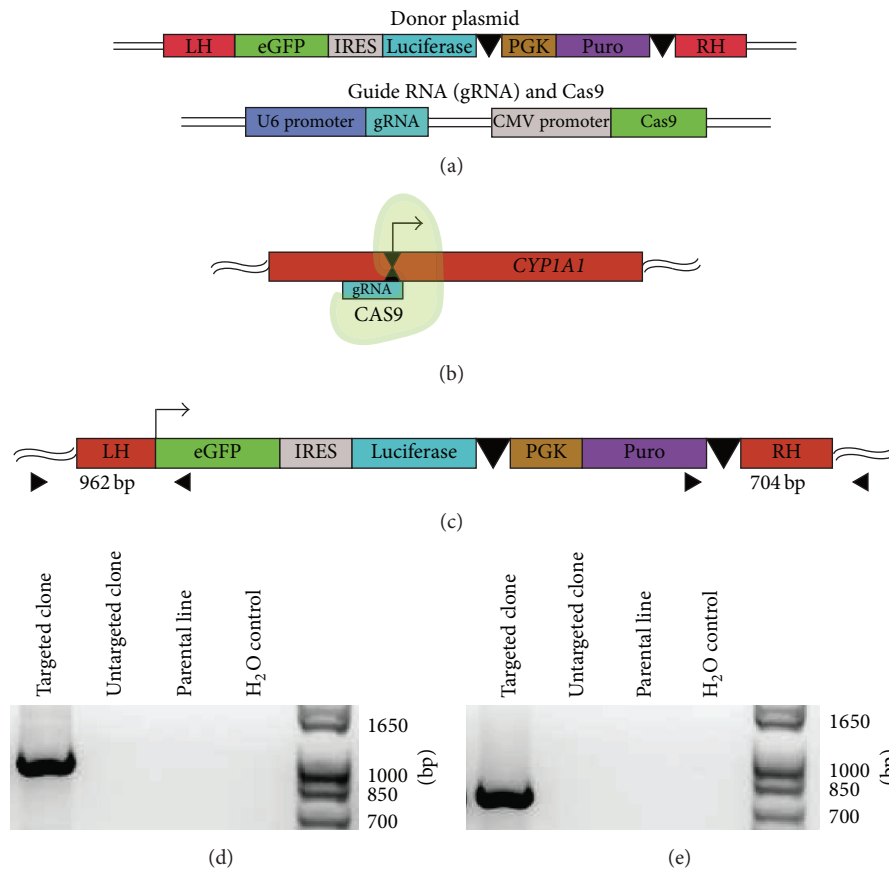 Donor plasmid
LH eGFP IRES Luciferase PGK Puro RH
Guide RNA (gRNA) and Cas9
U6 promoter gRNA CMV promoter Cas9
(a)
CYP1A1
gRNA
CAS9
(b)
LH eGFP IRES Luciferase PGK Puro RH
962 bp 704 bp
(c)
Targeted clone
Untargeted clone
Parental line
H₂O control
1650
1000
850
700
(bp)
(d)
Targeted clone
Untargeted clone
Parental line
H₂O control
1650
1000
850
700
(bp)
(e)